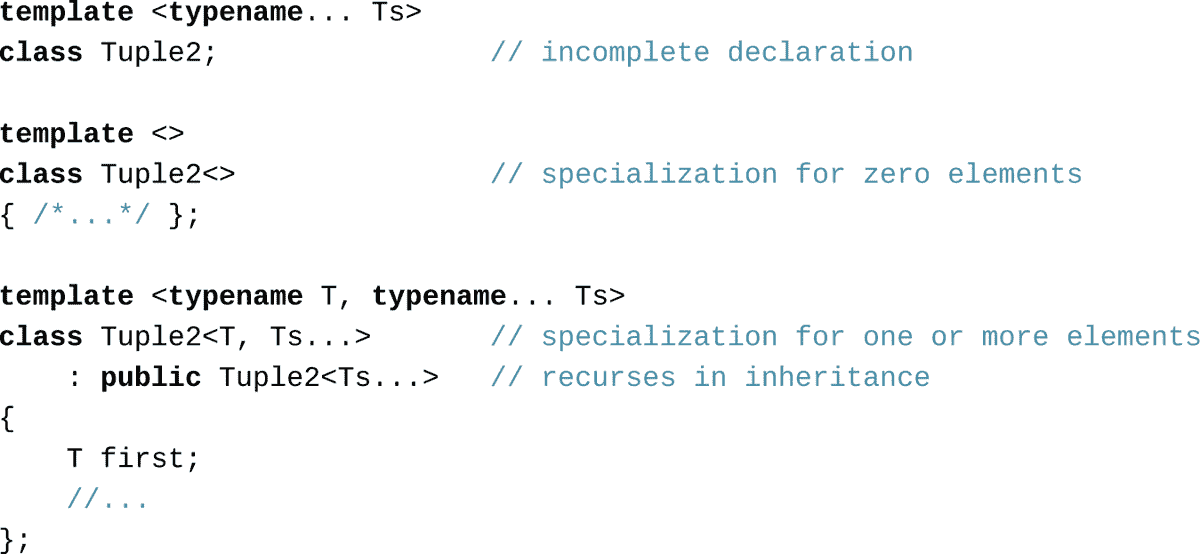 template <typename... Ts>
class Tuple2;                // incomplete declaration
template <>
class Tuple2<>               // specialization for zero elements
{ /*...*/ };
template <typename T, typename... Ts>
class Tuple2<T, Ts...>       // specialization for one or more elements
    : public Tuple2<Ts...>   // recurses in inheritance
{
    T first;
    //...
};